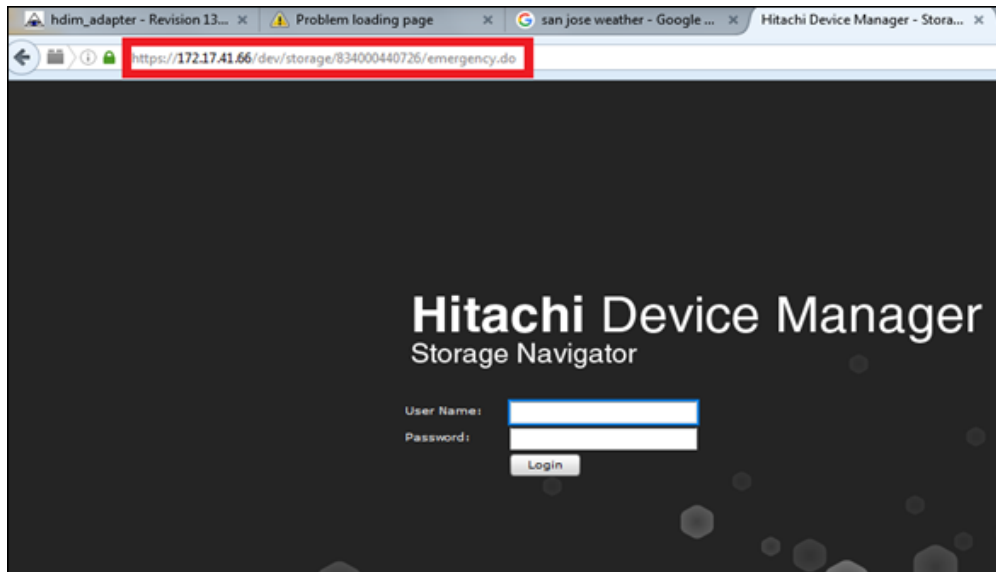 hdim_adapter - Revision 13...
Problem loading page
san jose weather - Google ...
Hitachi Device Manager - Stora...
https://172.17.41.66/dev/storage/834000440726/emergency.do
Hitachi Device Manager
Storage Navigator
User Name:
Password:
Login